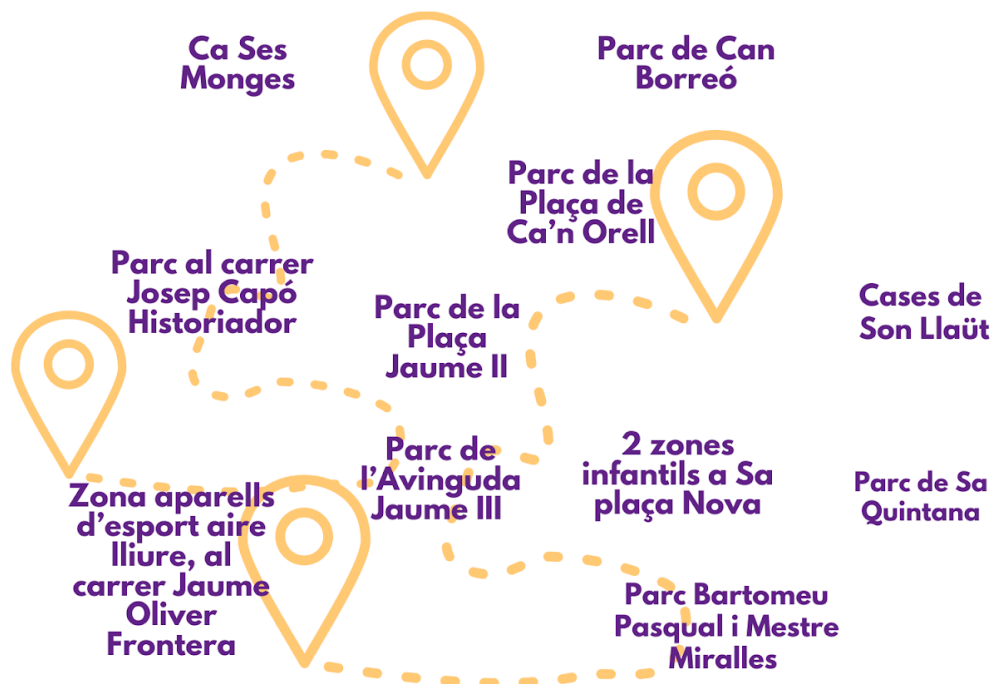 Ca Ses
Monges
Parc de Can
Borreó
Parc de la
Plaça de
Ca'n Orell
Parc al carrer
Josep Capó
Historiador
Parc de la
Plaça
Jaume II
Cases de
Son Llaüt
Parc de
l'Avinguda
Jaume III
2 zones
infantils a Sa
plaça Nova
Parc de Sa
Quintana
Zona aparells
d'esport aire
lliure, al
carrer Jaume
Oliver
Frontera
Parc Bartomeu
Pasqual i Mestre
Miralles